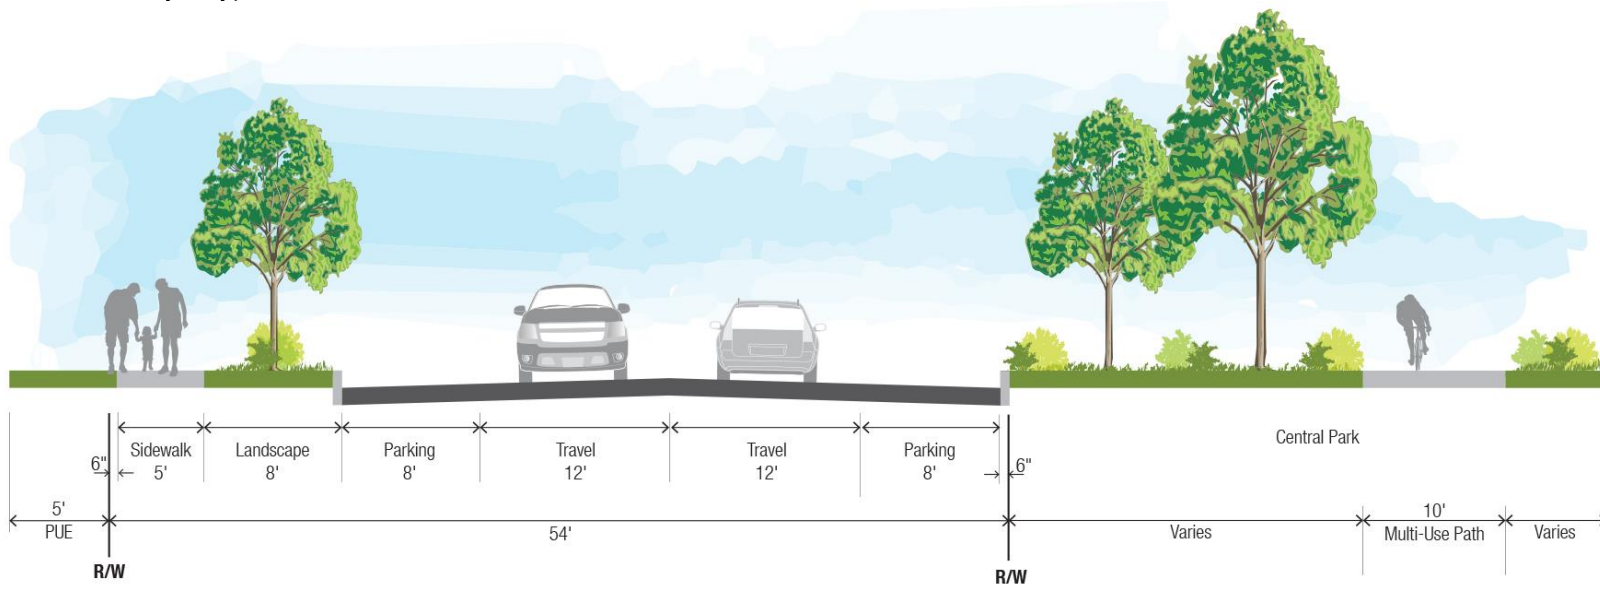 Sidewalk
5'
Landscape
8'
Parking
8'
Travel
12'
Travel
12'
Parking
8'
6"
6"
Central Park
5'
PUE
54'
Varies
10'
Multi-Use Path
Varies
R/W
R/W